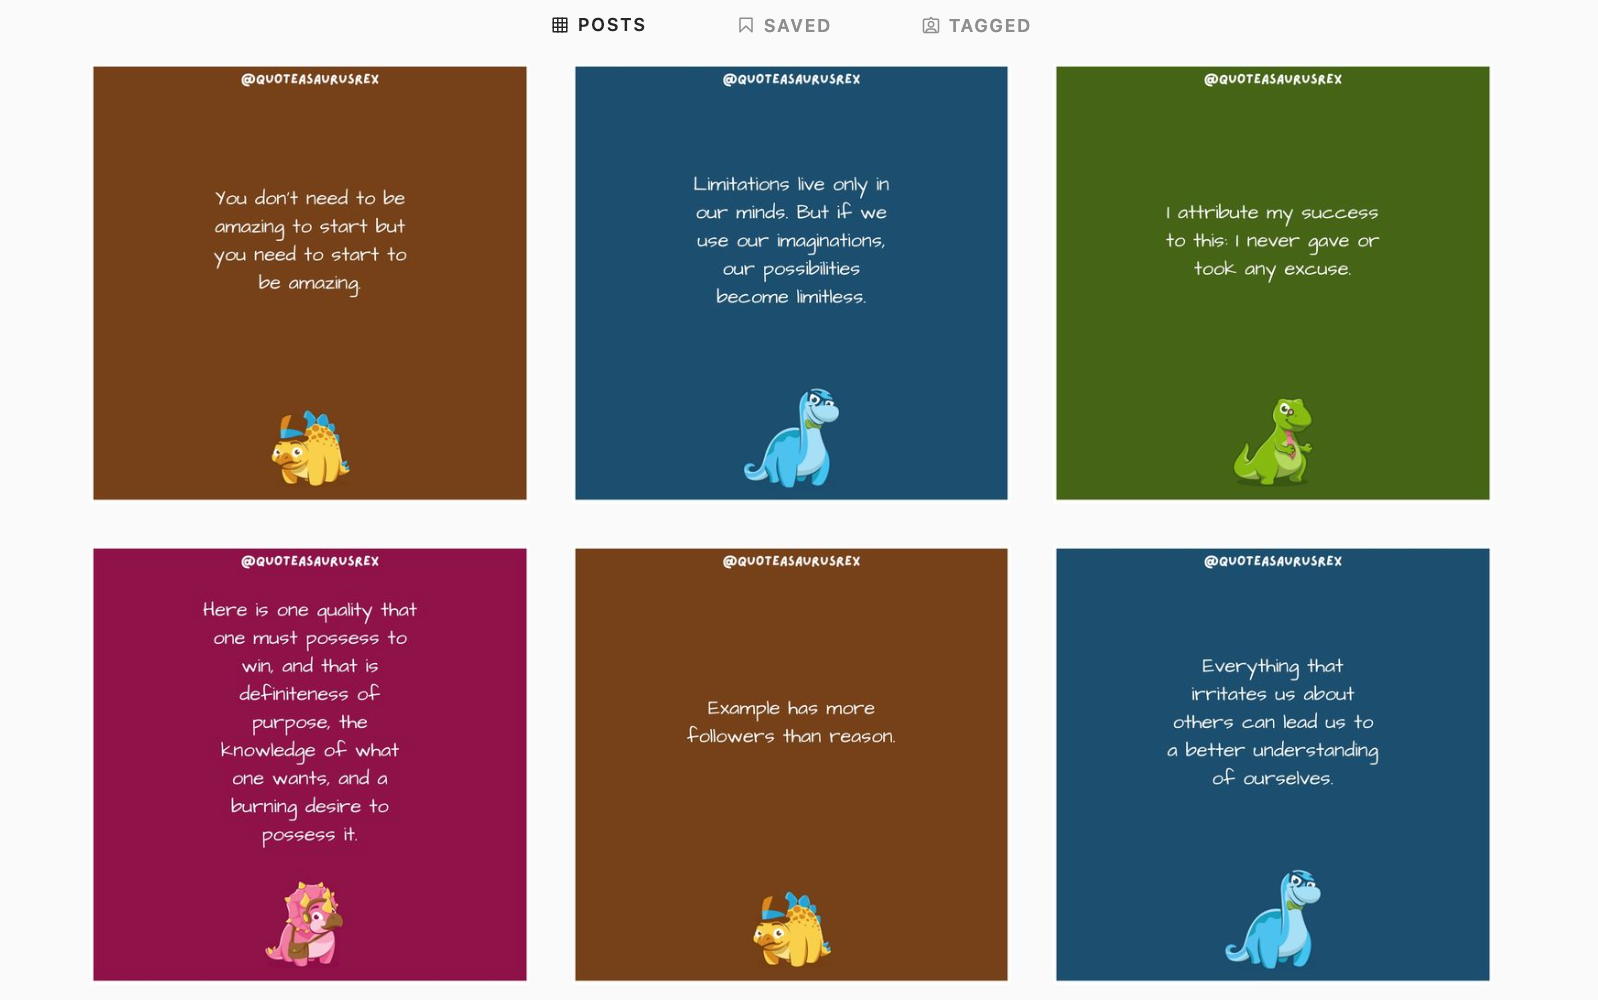 POSTS
SAVED
TAGGED
@QUOTEASAURUSREX
You don't need to be
amazing to start but
you need to start to
be amazing.
@QUOTEASAURUSREX
Limitations live only in
our minds. But if we
use our imaginations,
our possibilities
become limitless.
@QUOTEASAURUSREX
I attribute my success
to this: I never gave or
took any excuse.
@QUOTEASAURUSREX
Here is one quality that
one must possess to
win, and that is
definiteness of
purpose, the
knowledge of what
one wants, and a
burning desire to
possess it.
@QUOTEASAURUSREX
Example has more
followers than reason.
@QUOTEASAURUSREX
Everything that
irritates us about
others can lead us to
a better understanding
of ourselves.